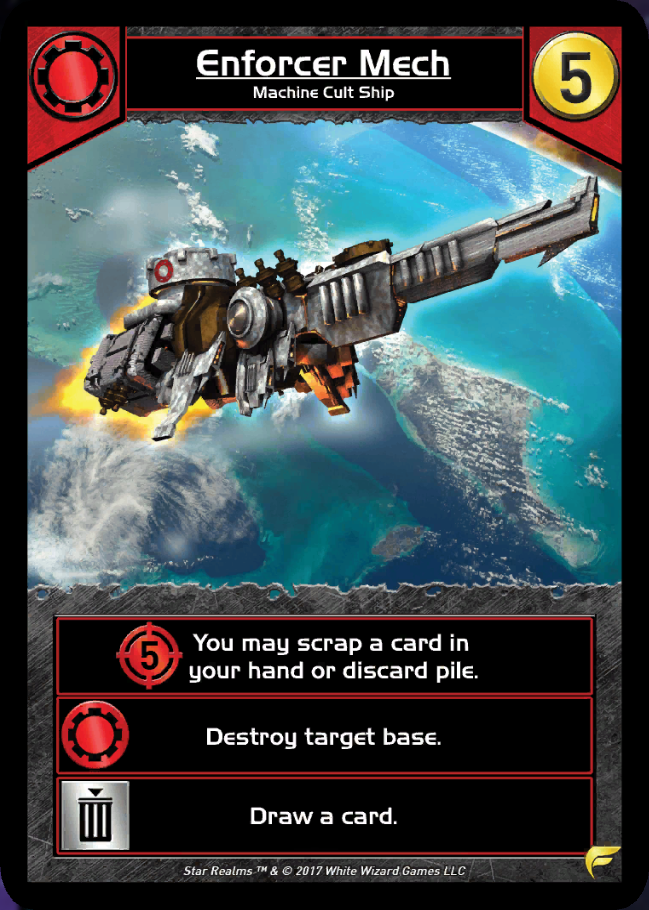 Enforcer Mech
Machine Cult Ship
5
5
You may scrap a card in
your hand or discard pile.
Destroy target base.
Draw a card.
Star Realms ™ & © 2017 White Wizard Games LLC